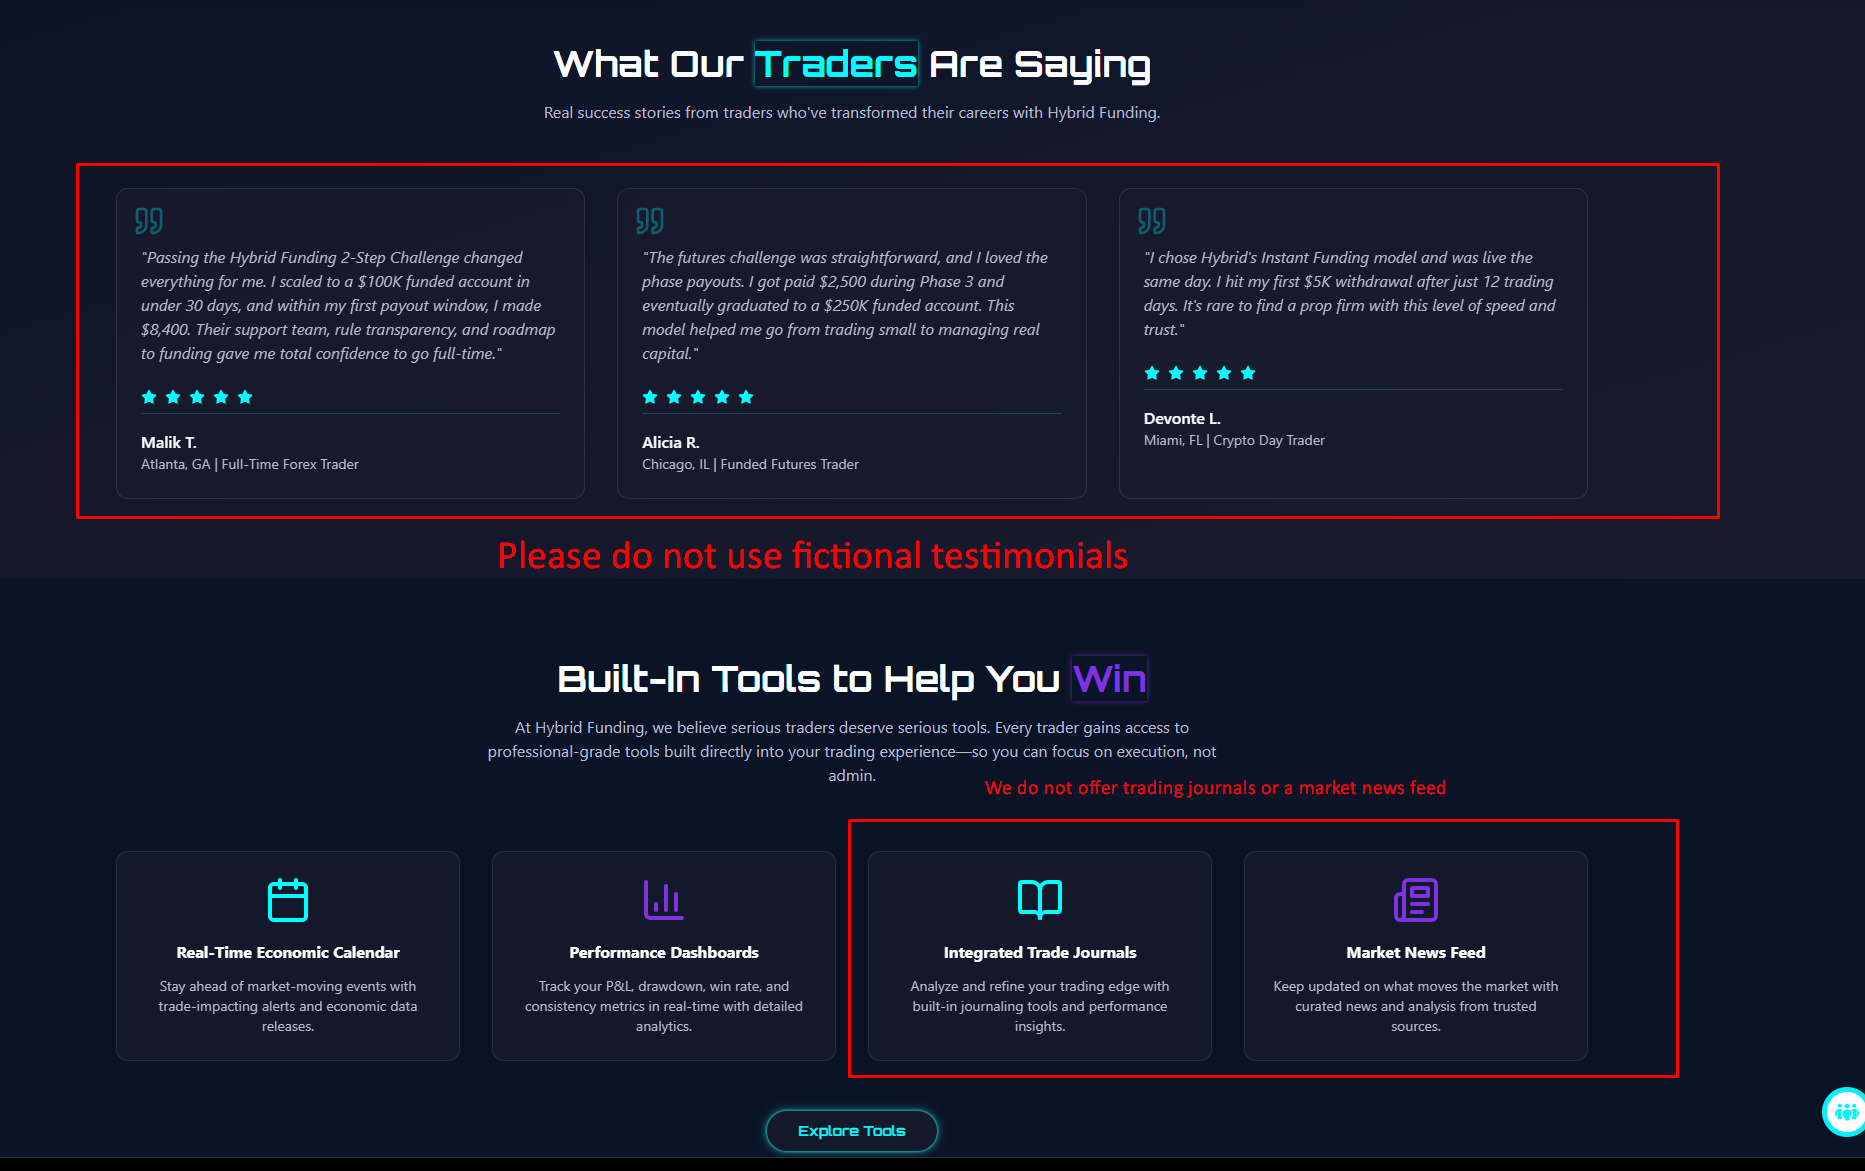 What Our Traders Are Saying
Real success stories from traders who've transformed their careers with Hybrid Funding.
"Passing the Hybrid Funding 2-Step Challenge changed
everything for me. I scaled to a $100K funded account in
under 30 days, and within my first payout window, I made
$8,400. Their support team, rule transparency, and roadmap
to funding gave me total confidence to go full-time."
Malik T.
Atlanta, GA | Full-Time Forex Trader
"The futures challenge was straightforward, and I loved the
phase payouts. I got paid $2,500 during Phase 3 and
eventually graduated to a $250K funded account. This
model helped me go from trading small to managing real
capital."
Alicia R.
Chicago, IL | Funded Futures Trader
"I chose Hybrid's Instant Funding model and was live the
same day. I hit my first $5K withdrawal after just 12 trading
days. It's rare to find a prop firm with this level of speed and
trust."
Devonte L.
Miami, FL | Crypto Day Trader
Please do not use fictional testimonials
Built-In Tools to Help You Win
At Hybrid Funding, we believe serious traders deserve serious tools. Every trader gains access to
professional-grade tools built directly into your trading experience—so you can focus on execution, not
admin.
We do not offer trading journals or a market news feed
Real-Time Economic Calendar
Stay ahead of market-moving events with
trade-impacting alerts and economic data
releases.
Performance Dashboards
Track your P&L, drawdown, win rate, and
consistency metrics in real-time with detailed
analytics.
Integrated Trade Journals
Analyze and refine your trading edge with
built-in journaling tools and performance
insights.
Market News Feed
Keep updated on what moves the market with
curated news and analysis from trusted
sources.
Explore Tools